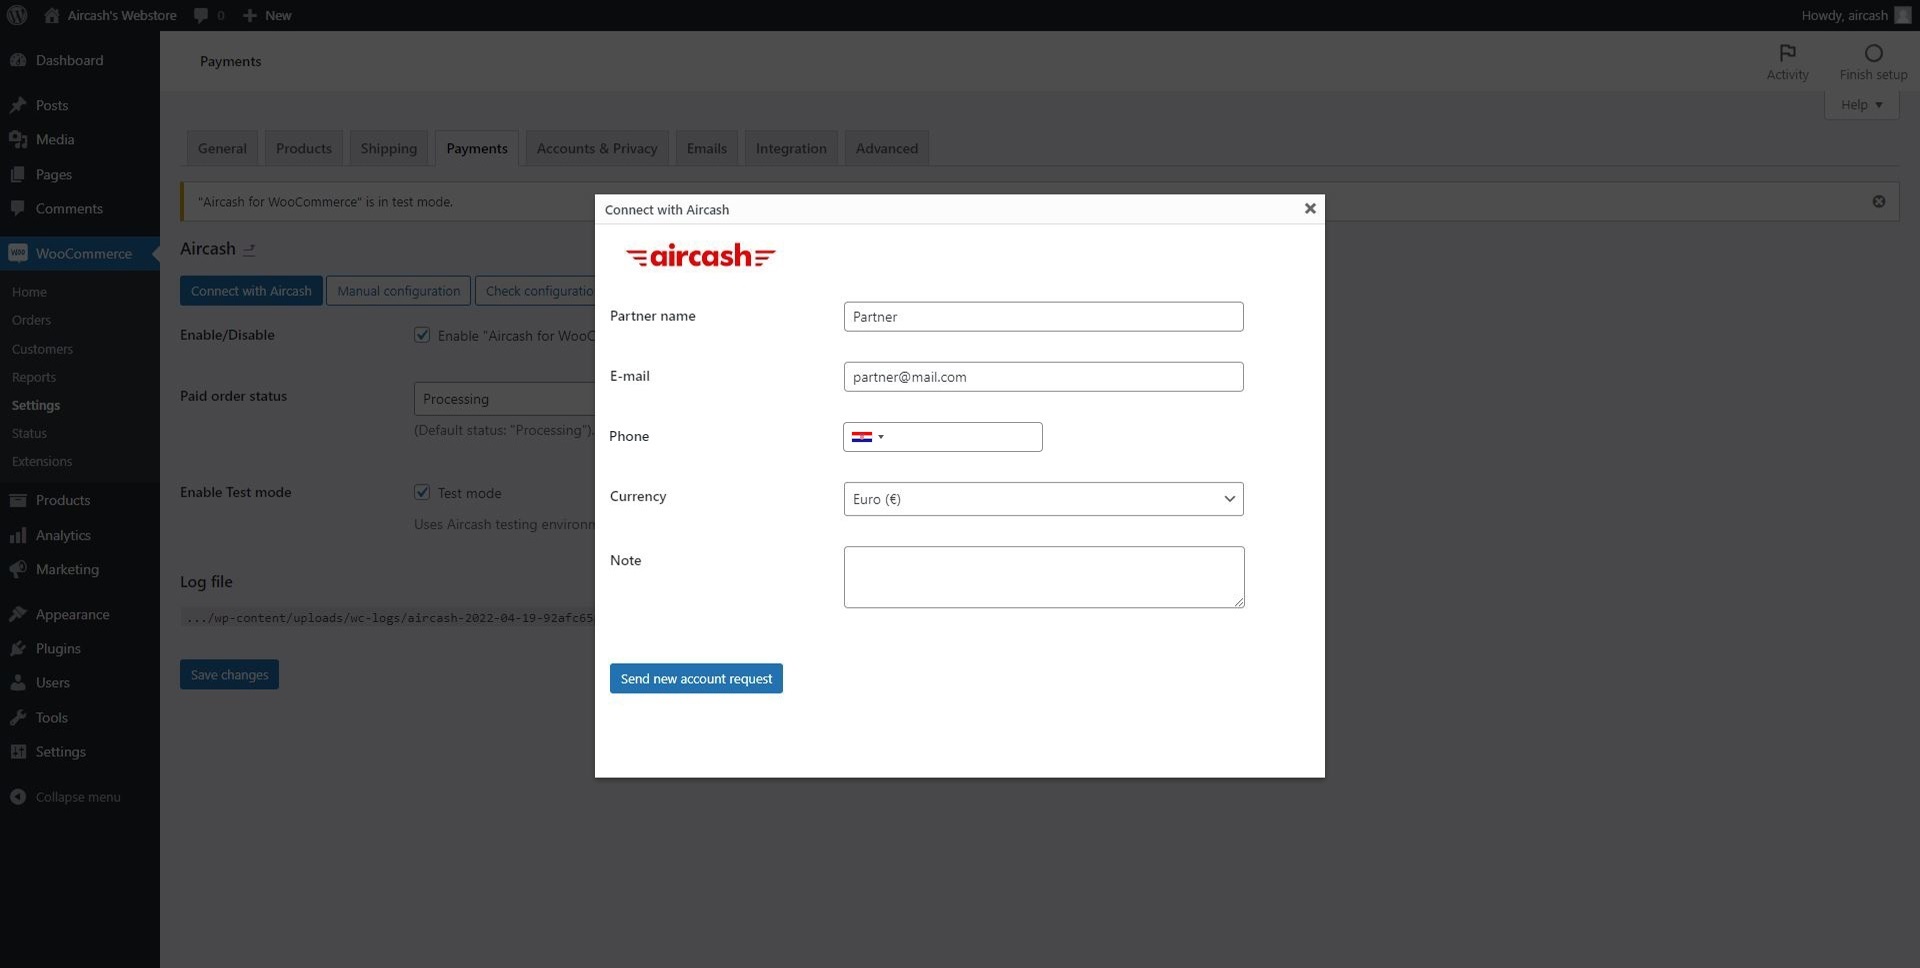 Aircash's Webstore 0 New Howdy, aircash
Dashboard
Posts
Media
Pages
Comments
WooCommerce
Home
Orders
Customers
Reports
Settings
Status
Extensions
Products
Analytics
Marketing
Appearance
Plugins
Users
Tools
Settings
Collapse menu
Payments
Activity
Finish setup
Help
General Products Shipping Payments Accounts & Privacy Emails Integration Advanced
"Aircash for WooCommerce" is in test mode.
Aircash
Connect with Aircash Manual configuration Check configuratio
Enable/Disable Enable "Aircash for WooC
Paid order status Processing
(Default status: "Processing").
Enable Test mode Test mode
Uses Aircash testing environm
Log file
.../wp-content/uploads/wc-logs/aircash-2022-04-19-92afc65
Save changes
Connect with Aircash
aircash
Partner name Partner
E-mail partner@mail.com
Phone
Currency Euro (€)
Note
Send new account request